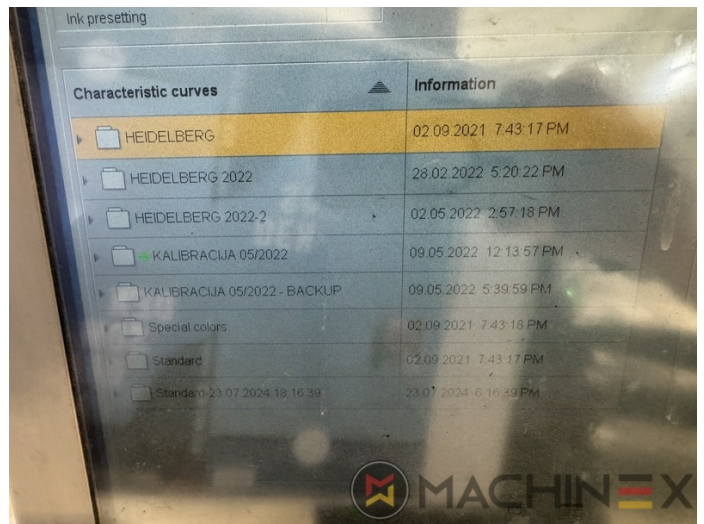 Ink presetting
Characteristic curves Information
HEIDELBERG 02.09.2021 7:43:17 PM
HEIDELBERG 2022 28.02.2022 5:20:22 PM
HEIDELBERG 2022-2 02.05.2022 2:57:18 PM
KALIBRACIJA 05/2022 09.05.2022 12:13:57 PM
KALIBRACIJA 05/2022 - BACKUP 09.05.2022 5:39:59 PM
Special colors 02.09.2021 7:43:18 PM
Standard 02.09.2021 7:43:17 PM
Standard-23.07.2024 18:16:39 23.07.2024 6:16:39 PM
MACHINEX